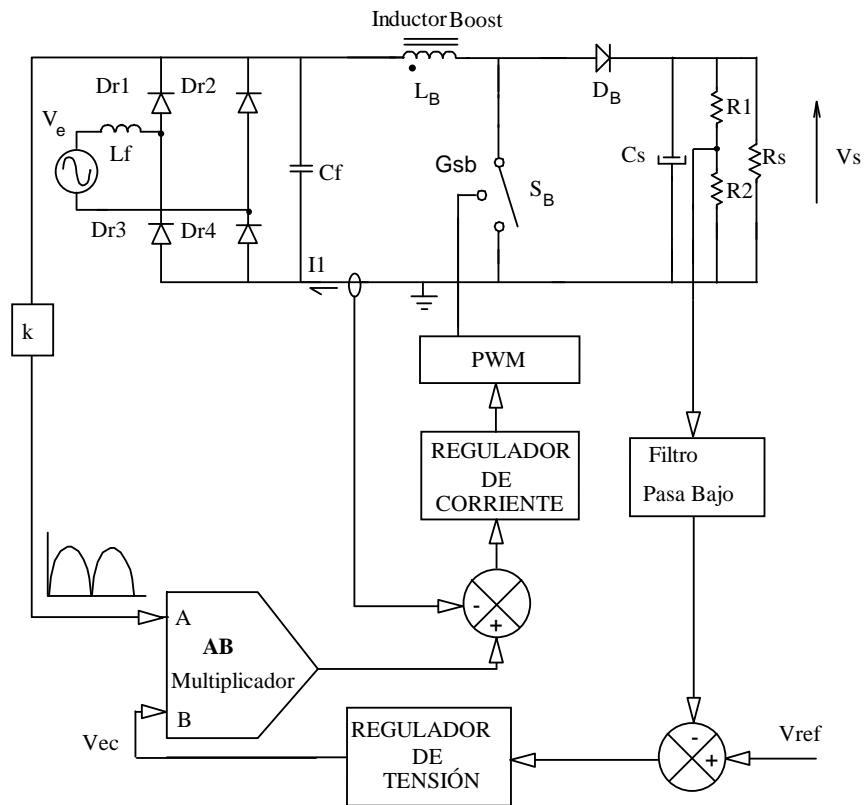 Inductor Boost
Dr1
Dr2
L_B
D_B
R1
Ve
Lf
Cf
Gsb
S_B
Cs
Rs
Vs
R2
Dr3
Dr4
I1
k
PWM
REGULADOR
DE
CORRIENTE
Filtro
Pasa Bajo
-
+
A
AB
Multiplicador
B
Vec
REGULADOR
DE
TENSIÓN
-
+
Vref